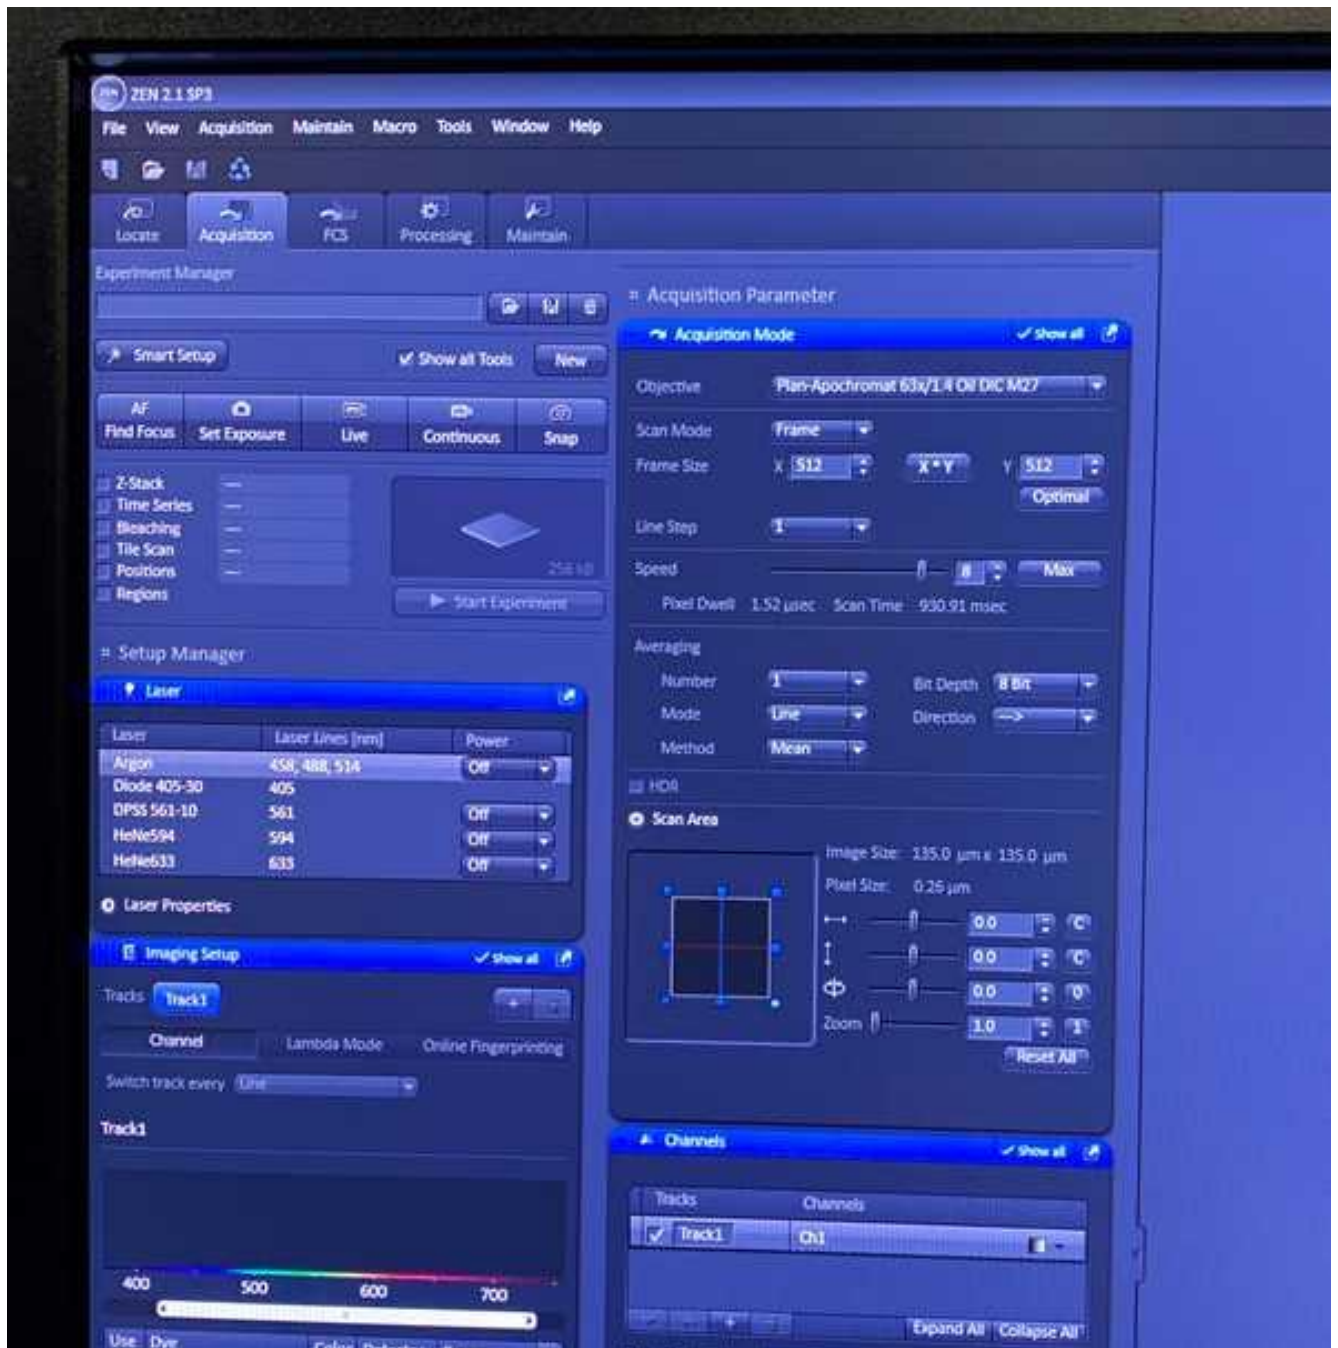 ZEN ZEN 2.1 SP3
File View Acquisition Maintain Macro Tools Window Help
Locate Acquisition FCS Processing Maintain
Experiment Manager
Smart Setup Show all Tools New
AF
Find Focus Set Exposure Live Continuous Snap
Z-Stack
Time Series
Bleaching
Tile Scan
Positions
Regions
256 kB
Start Experiment
Setup Manager
Laser
Laser Laser Lines [nm] Power
Argon 458, 488, 514 Off
Diode 405-30 405
DPSS 561-10 561 Off
HeNe594 594 Off
HeNe633 633 Off
Laser Properties
Imaging Setup Show all
Tracks Track1 + -
Channel Lambda Mode Online Fingerprinting
Switch track every Line
Track1
400 500 600 700
Use Dye Color
Acquisition Parameter
Acquisition Mode Show all
Objective Plan-Apochromat 63x/1.4 Oil DIC M27
Scan Mode Frame
Frame Size X 512 X*Y Y 512
Optimal
Line Step 1
Speed 8 Max
Pixel Dwell 1.52 µsec Scan Time 930.91 msec
Averaging
Number 1 Bit Depth 8 Bit
Mode Line Direction -->
Method Mean
HDR
Scan Area
Image Size: 135.0 µm x 135.0 µm
Pixel Size: 0.26 µm
0.0 C
0.0 C
0.0 0
Zoom 1.0 1
Reset All
Channels Show all
Tracks Channels
Track1 Ch1
Expand All Collapse All